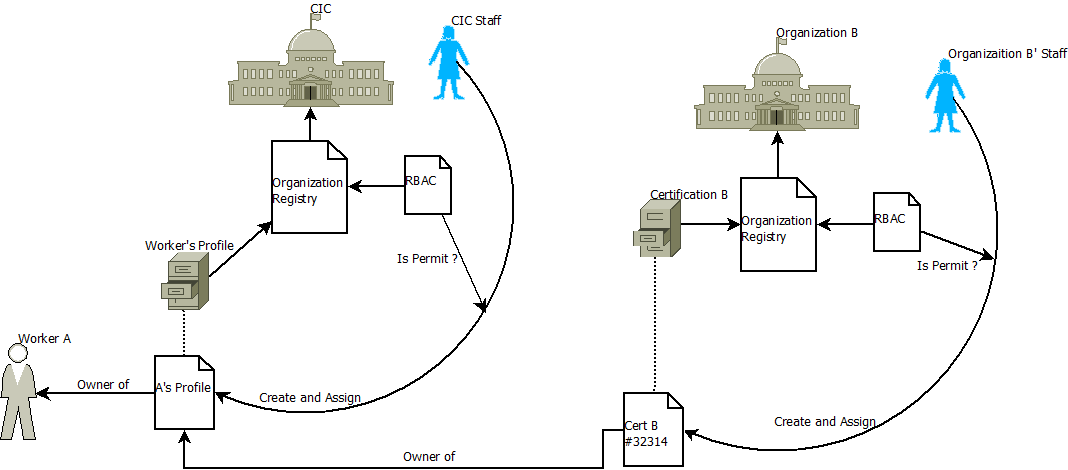 CIC
CIC Staff
Organization B
Organizaition B' Staff
Organization
Registry
RBAC
Certification B
Organization
Registry
RBAC
Worker's Profile
Is Permit ?
Is Permit ?
Worker A
Owner of
A's Profile
Create and Assign
Cert B
#32314
Create and Assign
Owner of